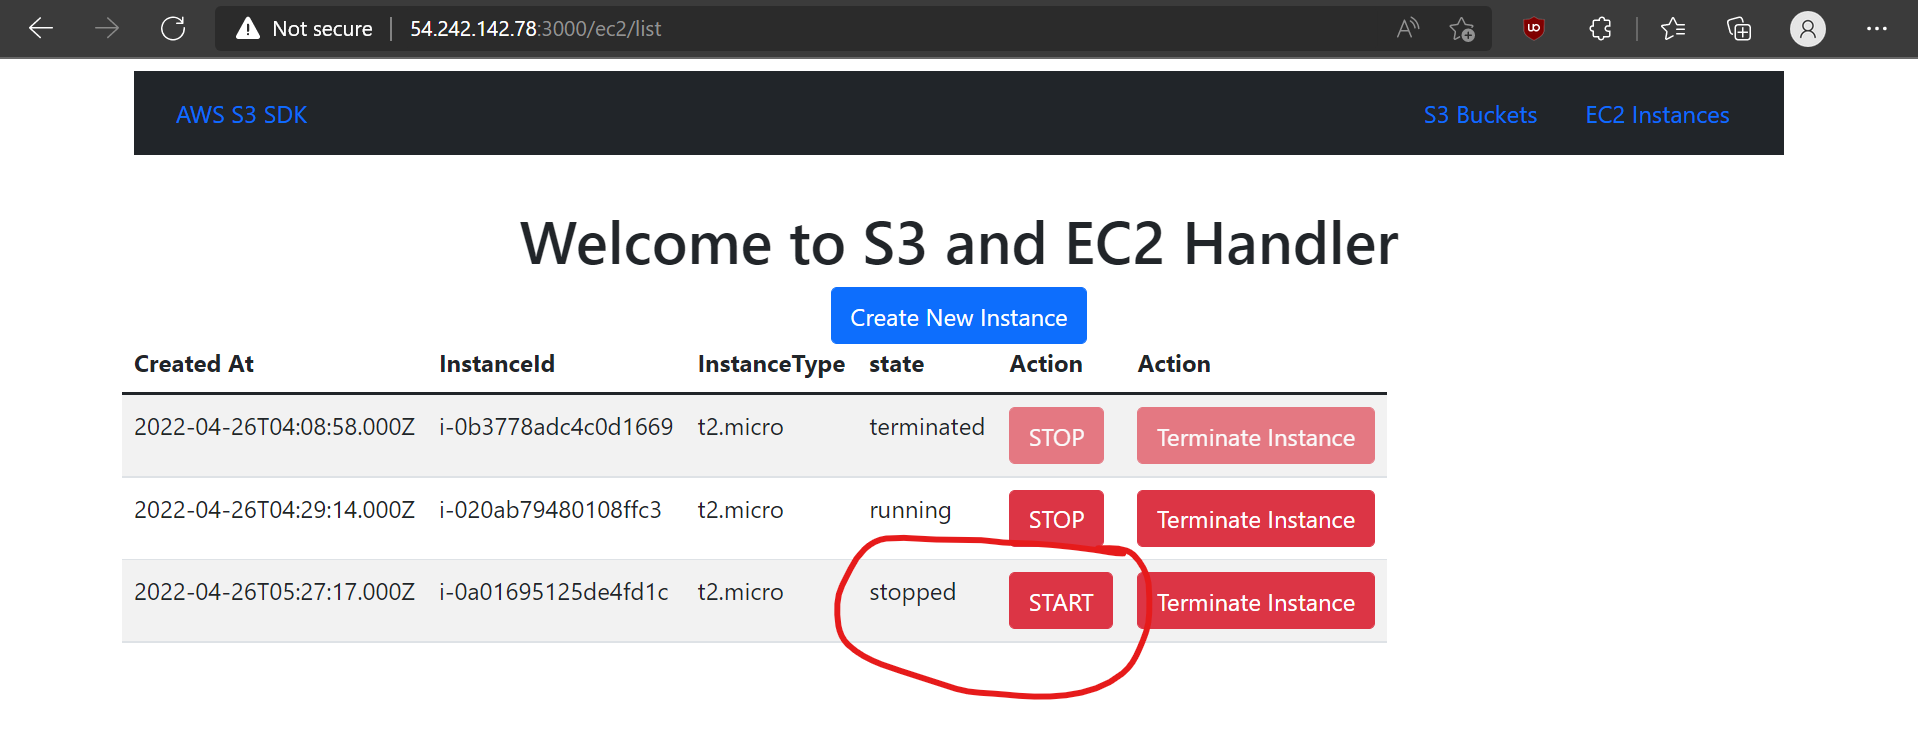 Not secure | 54.242.142.78:3000/ec2/list
AWS S3 SDK S3 Buckets EC2 Instances
Welcome to S3 and EC2 Handler
Create New Instance
Created At InstanceId InstanceType state Action Action
2022-04-26T04:08:58.000Z i-0b3778adc4c0d1669 t2.micro terminated STOP Terminate Instance
2022-04-26T04:29:14.000Z i-020ab79480108ffc3 t2.micro running STOP Terminate Instance
2022-04-26T05:27:17.000Z i-0a01695125de4fd1c t2.micro stopped START Terminate Instance